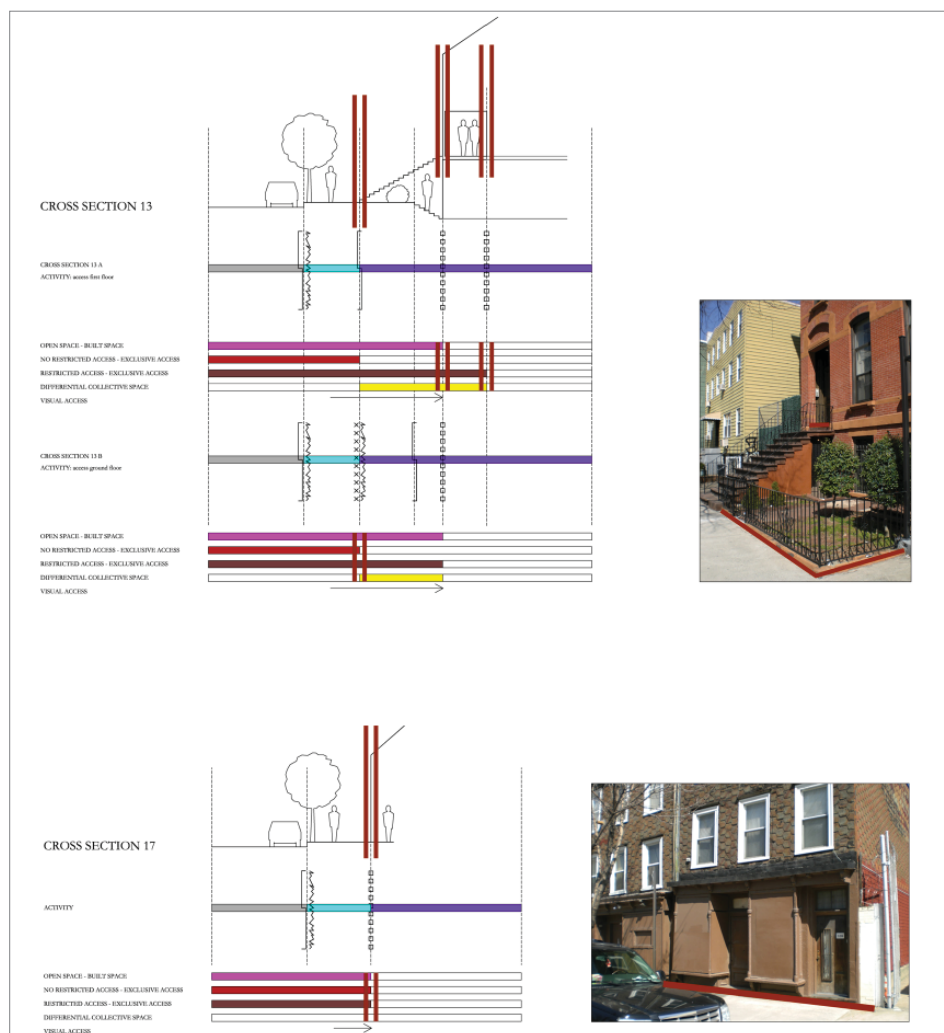 CROSS SECTION 13
CROSS SECTION 13 A
ACTIVITY: access first floor
OPEN SPACE - BUILT SPACE
NO RESTRICTED ACCESS - EXCLUSIVE ACCESS
RESTRICTED ACCESS - EXCLUSIVE ACCESS
DIFFERENTIAL COLLECTIVE SPACE
VISUAL ACCESS
CROSS SECTION 13 B
ACTIVITY: access ground floor
OPEN SPACE - BUILT SPACE
NO RESTRICTED ACCESS - EXCLUSIVE ACCESS
RESTRICTED ACCESS - EXCLUSIVE ACCESS
DIFFERENTIAL COLLECTIVE SPACE
VISUAL ACCESS
CROSS SECTION 17
ACTIVITY
OPEN SPACE - BUILT SPACE
NO RESTRICTED ACCESS - EXCLUSIVE ACCESS
RESTRICTED ACCESS - EXCLUSIVE ACCESS
DIFFERENTIAL COLLECTIVE SPACE
VISUAL ACCESS